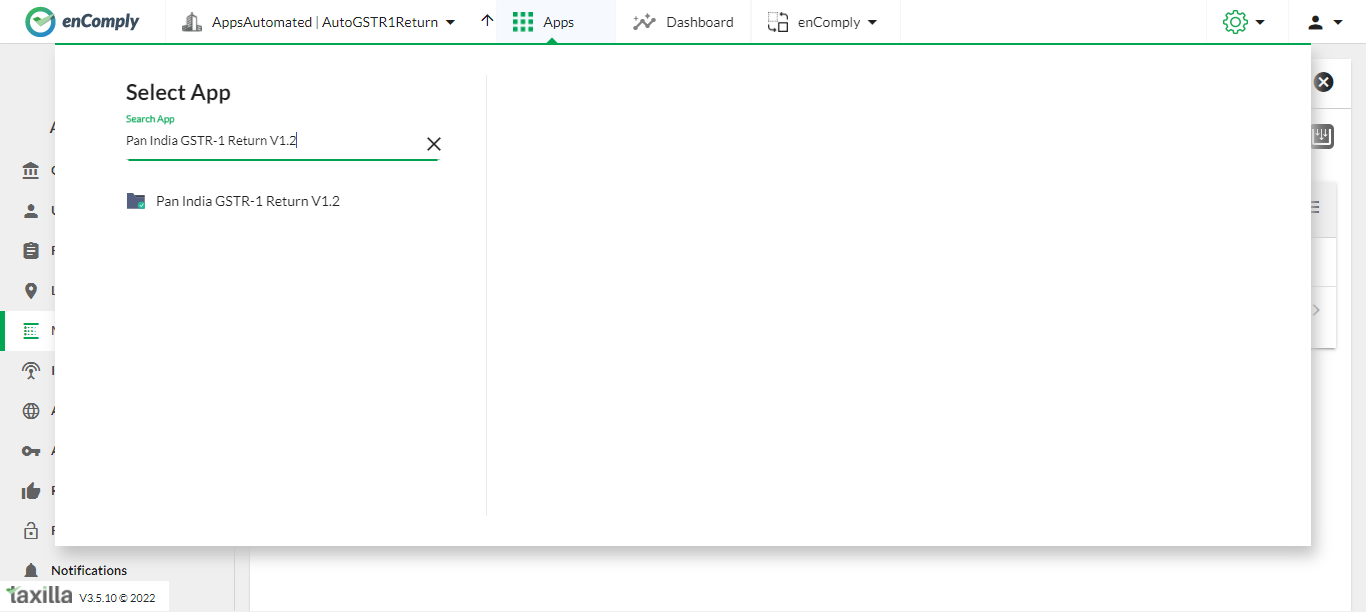 enComply
AppsAutomated | AutoGSTR1Return
Apps
Dashboard
enComply
Select App
Search App
Pan India GSTR-1 Return V1.2
Pan India GSTR-1 Return V1.2
Notifications
taxilla V3.5.10 © 2022